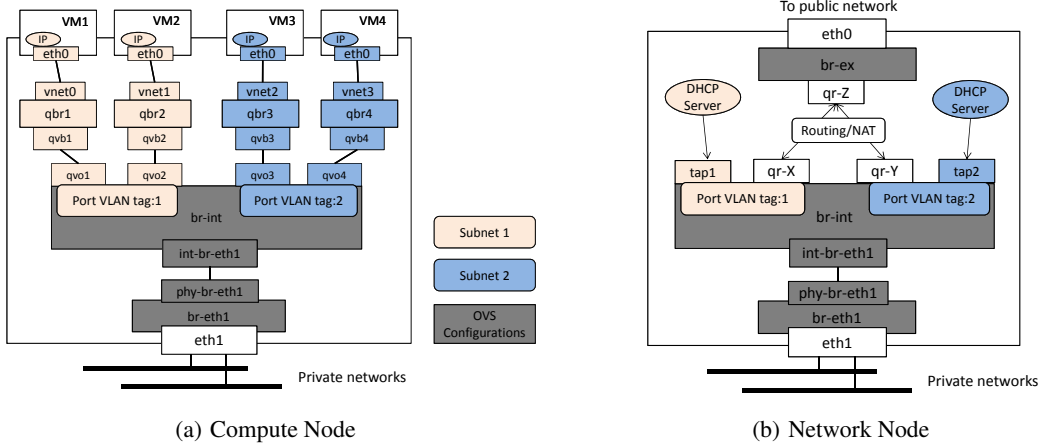 VM1 VM2 VM3 VM4
IP IP IP IP
eth0 eth0 eth0 eth0
vnet0 vnet1 vnet2 vnet3
qbr1 qbr2 qbr3 qbr4
qvb1 qvb2 qvb3 qvb4
qvo1 qvo2 qvo3 qvo4
Port VLAN tag:1 Port VLAN tag:2
br-int
int-br-eth1
phy-br-eth1
br-eth1
eth1
Private networks
Subnet 1
Subnet 2
OVS
Configurations
(a) Compute Node
To public network
eth0
br-ex
qr-Z
DHCP
Server
DHCP
Server
Routing/NAT
tap1 qr-X qr-Y tap2
Port VLAN tag:1 Port VLAN tag:2
br-int
int-br-eth1
phy-br-eth1
br-eth1
eth1
Private networks
(b) Network Node